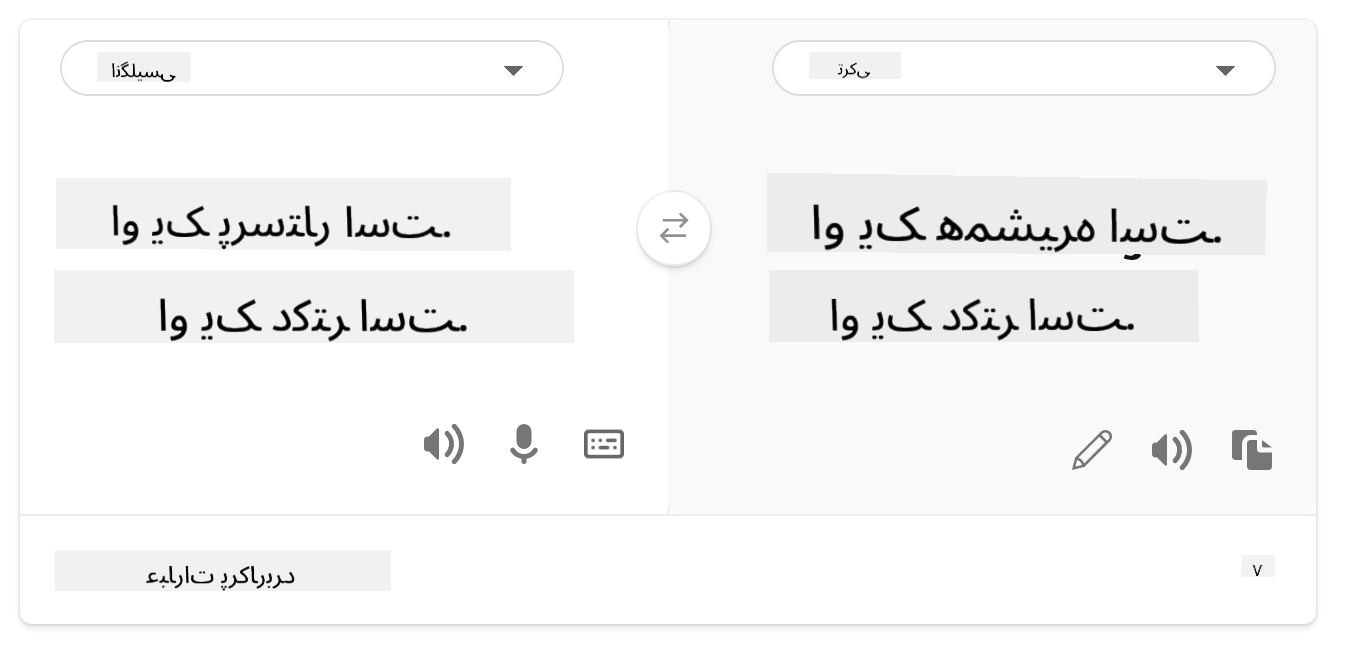 انگلیسی
ترکی
او یک پرستار است.
او یک دکتر است.
او یک همشیره است.
او یک دکتر است.
عبارات پرکاربرد
۷